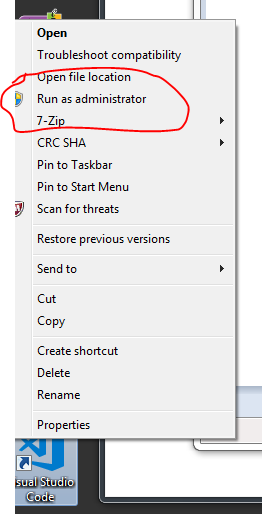 Open
Troubleshoot compatibility
Open file location
Run as administrator
7-Zip
CRC SHA
Pin to Taskbar
Pin to Start Menu
Scan for threats
Restore previous versions
Send to
Cut
Copy
Create shortcut
Delete
Rename
Properties
sual Studio
Code